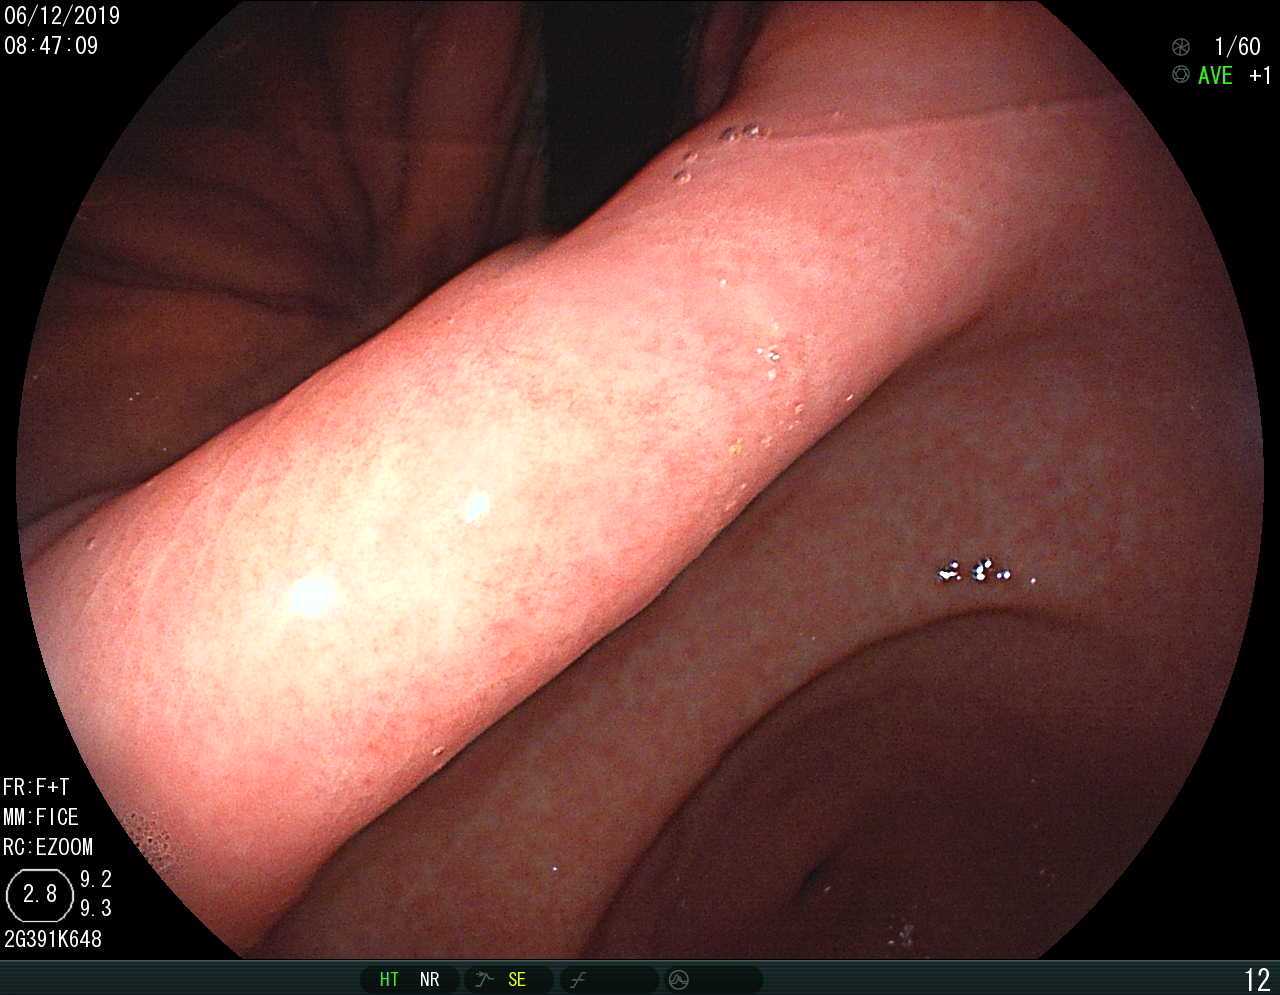 06/12/2019
08:47:09
1/60
AVE +1
FR:F+T
MM:FICE
RC:EZOOM
2.8
9.2
9.3
2G391K648
HT NR SE
12